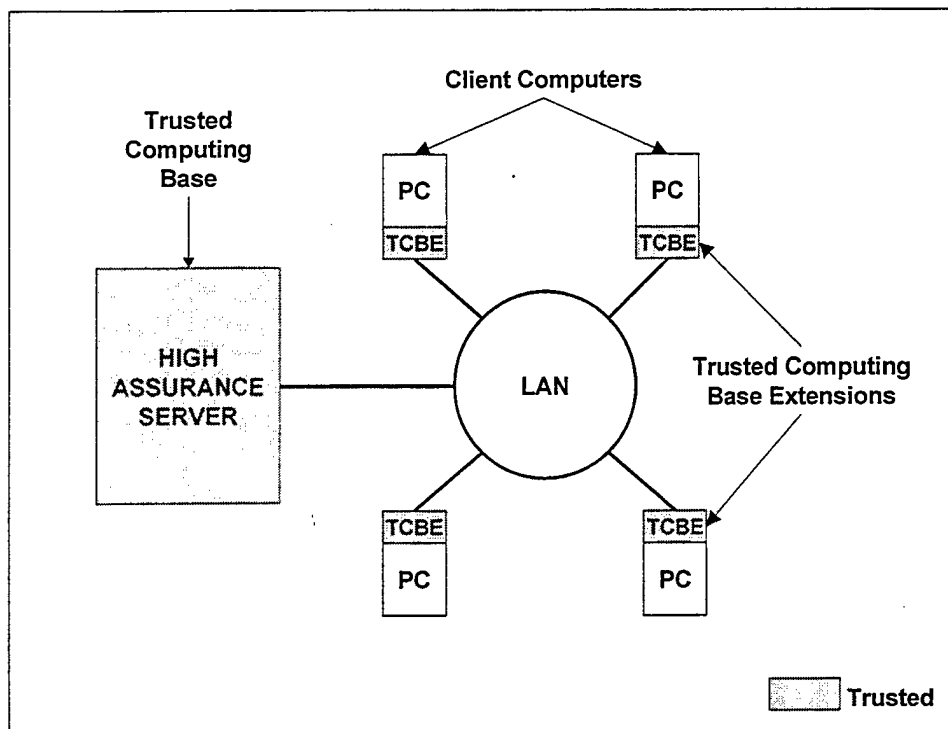 Client Computers
Trusted
Computing
Base
PC
PC
TCBE
TCBE
HIGH
ASSURANCE
SERVER
LAN
Trusted Computing
Base Extensions
TCBE
TCBE
PC
PC
Trusted